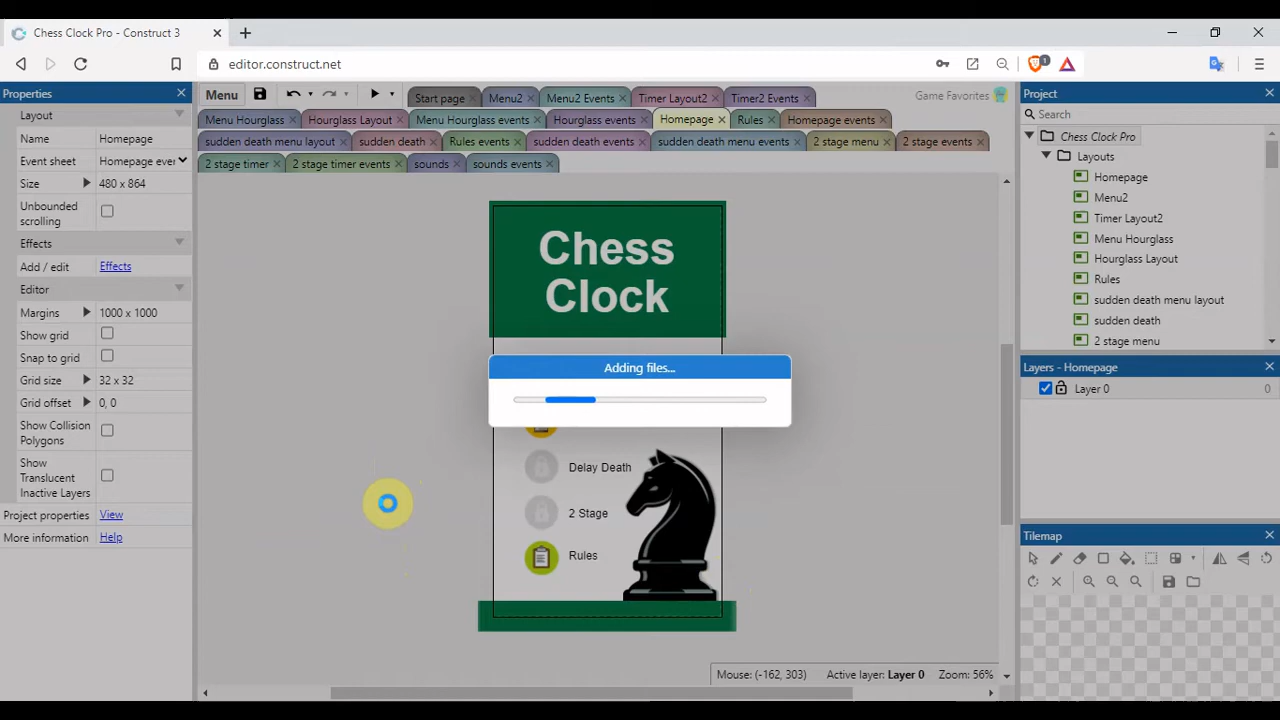 Chess Clock Pro - Construct 3
editor.construct.net
1
Properties
Menu
Start page
Menu2
Menu2 Events
Timer Layout2
Timer2 Events
Game Favorites
Project
Menu Hourglass
Hourglass Layout
Menu Hourglass events
Hourglass events
Homepage
Rules
Homepage events
sudden death menu layout
sudden death
Rules events
sudden death events
sudden death menu events
2 stage menu
2 stage events
2 stage timer
2 stage timer events
sounds
sounds events
Search
Chess Clock Pro
Layouts
Homepage
Menu2
Timer Layout2
Menu Hourglass
Hourglass Layout
Rules
sudden death menu layout
sudden death
2 stage menu
Layout
Name
Homepage
Event sheet
Homepage ever
Size
480 x 864
Unbounded
scrolling
Effects
Add / edit
Effects
Editor
Margins
1000 x 1000
Show grid
Snap to grid
Grid size
32 x 32
Grid offset
0, 0
Show Collision
Polygons
Show
Translucent
Inactive Layers
Project properties
View
More information
Help
Chess
Clock
Adding files...
Delay Death
2 Stage
Rules
Layers - Homepage
Layer 0
0
Tilemap
Mouse: (-162, 303)
Active layer: Layer 0
Zoom: 56%